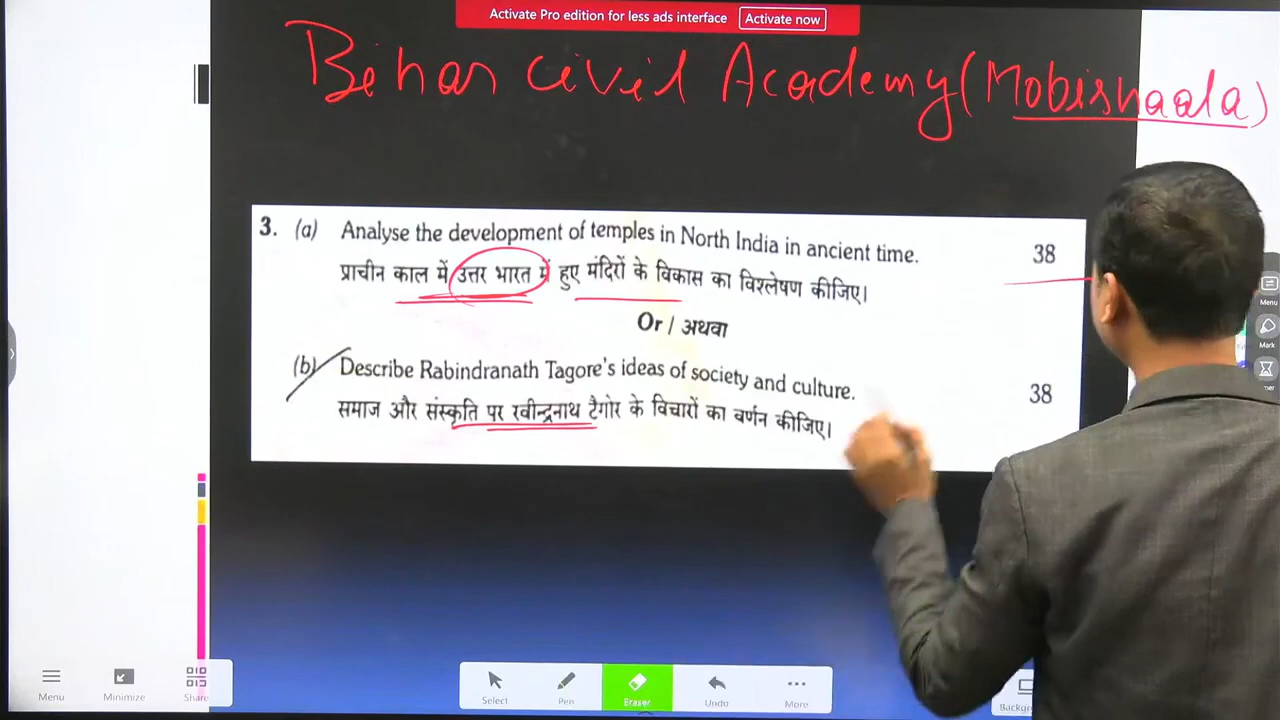 Activate Pro edition for less ads interface Activate now
Bihar Civil Academy (Mobishaala)
3. (a) Analyse the development of temples in North India in ancient time. 38
प्राचीन काल में उत्तर भारत में हुए मंदिरों के विकास का विश्लेषण कीजिए।
Or / अथवा
(b) Describe Rabindranath Tagore's ideas of society and culture. 38
समाज और संस्कृति पर रवीन्द्रनाथ टैगोर के विचारों का वर्णन कीजिए।
Menu
Mark
Menu Minimize Share
Select Pen Eraser Undo More